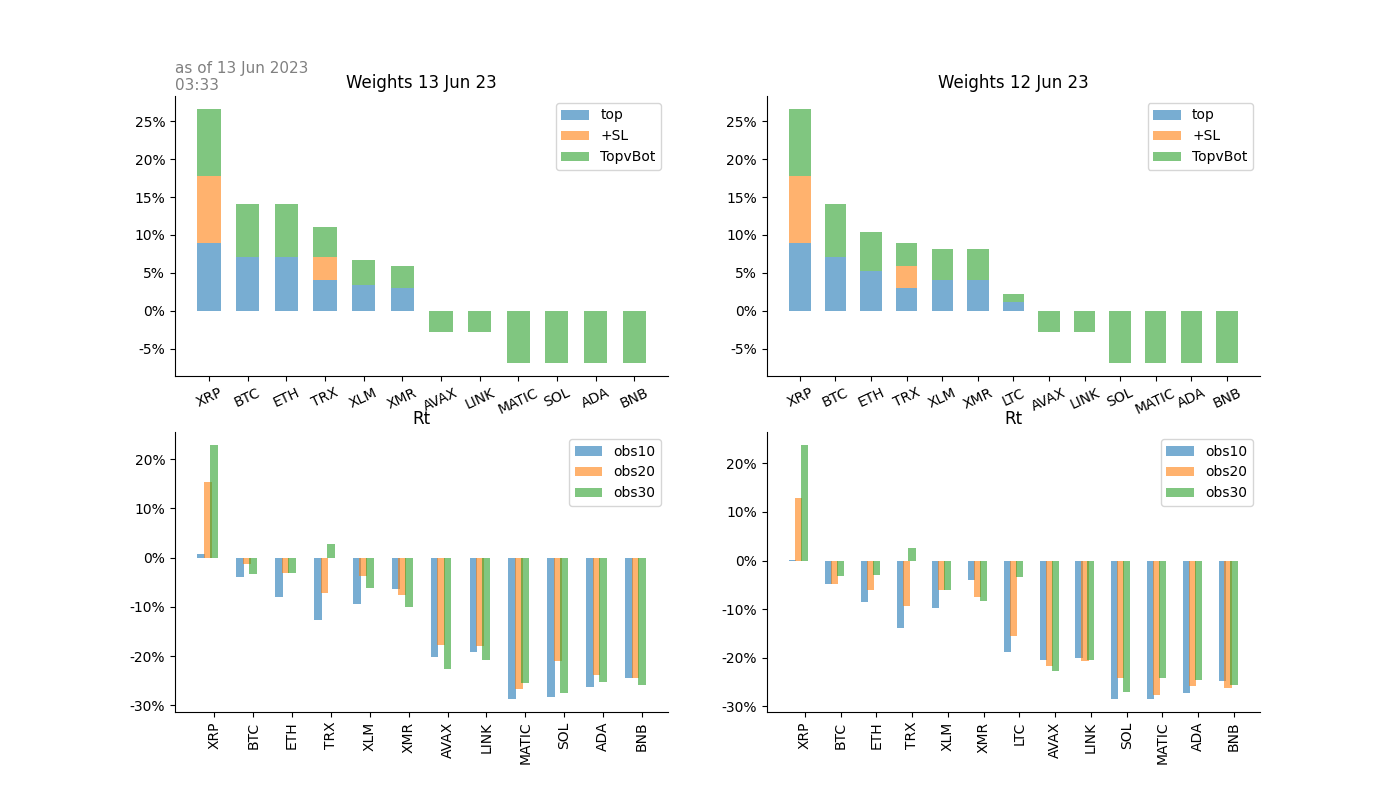 as of 13 Jun 2023
03:33
Weights 13 Jun 23
25%
20%
15%
10%
5%
0%
-5%
top
+SL
TopvBot
XRP BTC ETH TRX XLM XMR AVAX LINK MATIC SOL ADA BNB
Weights 12 Jun 23
25%
20%
15%
10%
5%
0%
-5%
top
+SL
TopvBot
XRP BTC ETH TRX XLM XMR LTC AVAX LINK SOL MATIC ADA BNB
Rt
20%
10%
0%
-10%
-20%
-30%
obs10
obs20
obs30
XRP BTC ETH TRX XLM XMR AVAX LINK MATIC SOL ADA BNB
Rt
20%
10%
0%
-10%
-20%
-30%
obs10
obs20
obs30
XRP BTC ETH TRX XLM XMR LTC AVAX LINK SOL MATIC ADA BNB